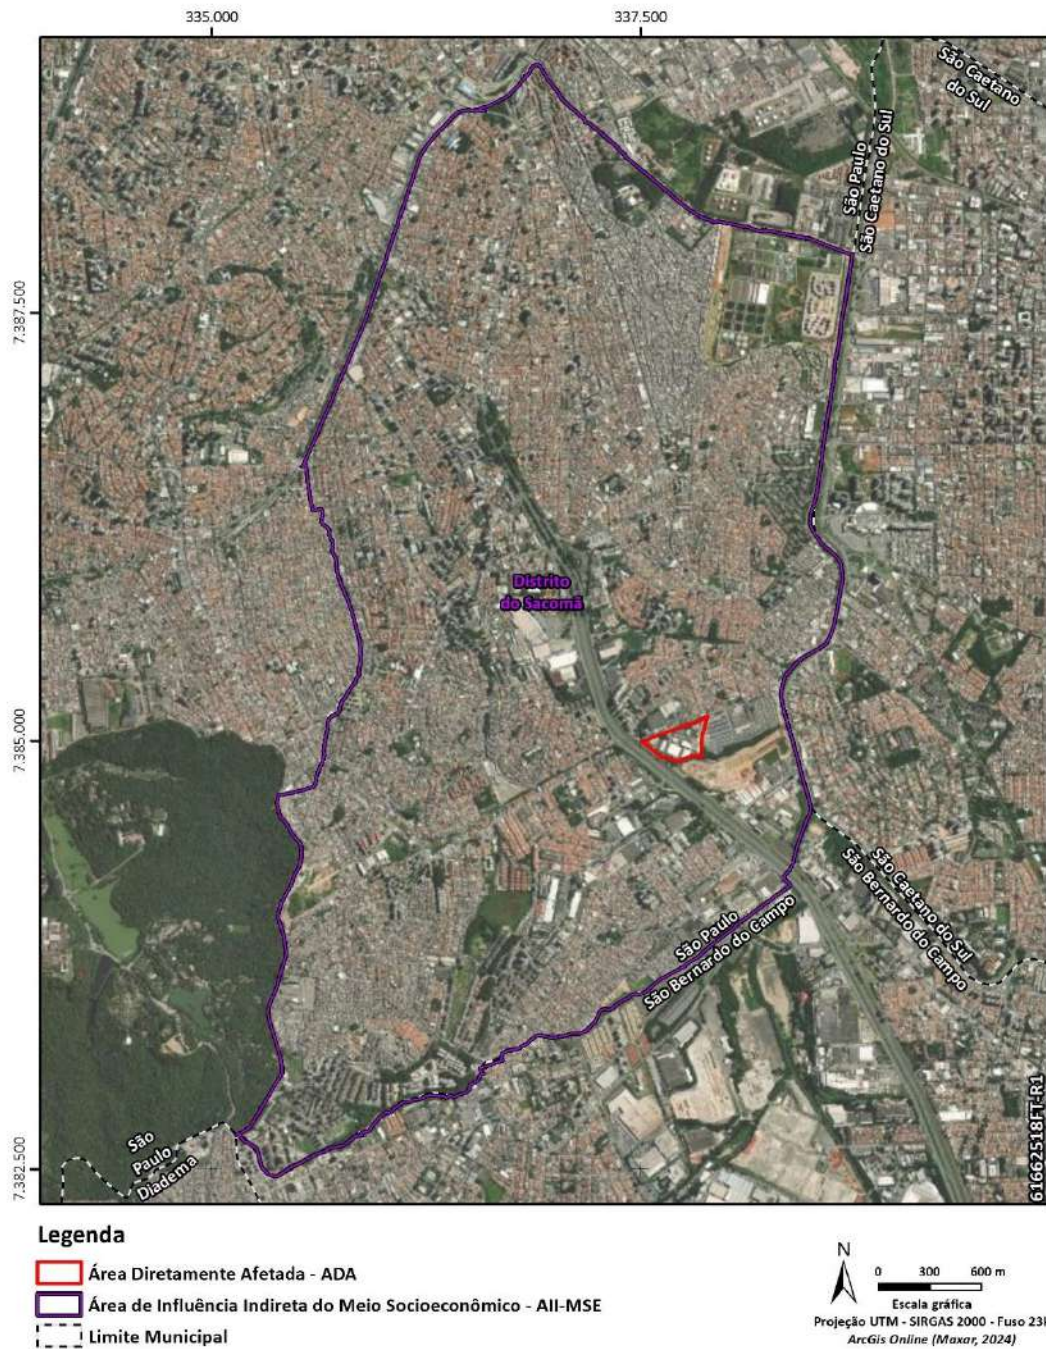 335.000
337.500
São Caetano
do Sul
São Paulo
São Caetano do Sul
7.387.500
Distrito
do Sacomã
7.385.000
São Caetano do Sul
São Bernardo do Campo
São Paulo
São Bernardo do Campo
São
Paulo
Diadema
7.382.500
61662518FT-R1
Legenda
Área Diretamente Afetada - ADA
Área de Influência Indireta do Meio Socioeconômico - AII-MSE
Limite Municipal
N
0 300 600 m
Escala gráfica
Projeção UTM - SIRGAS 2000 - Fuso
ArcGis Online (Maxar, 2024)